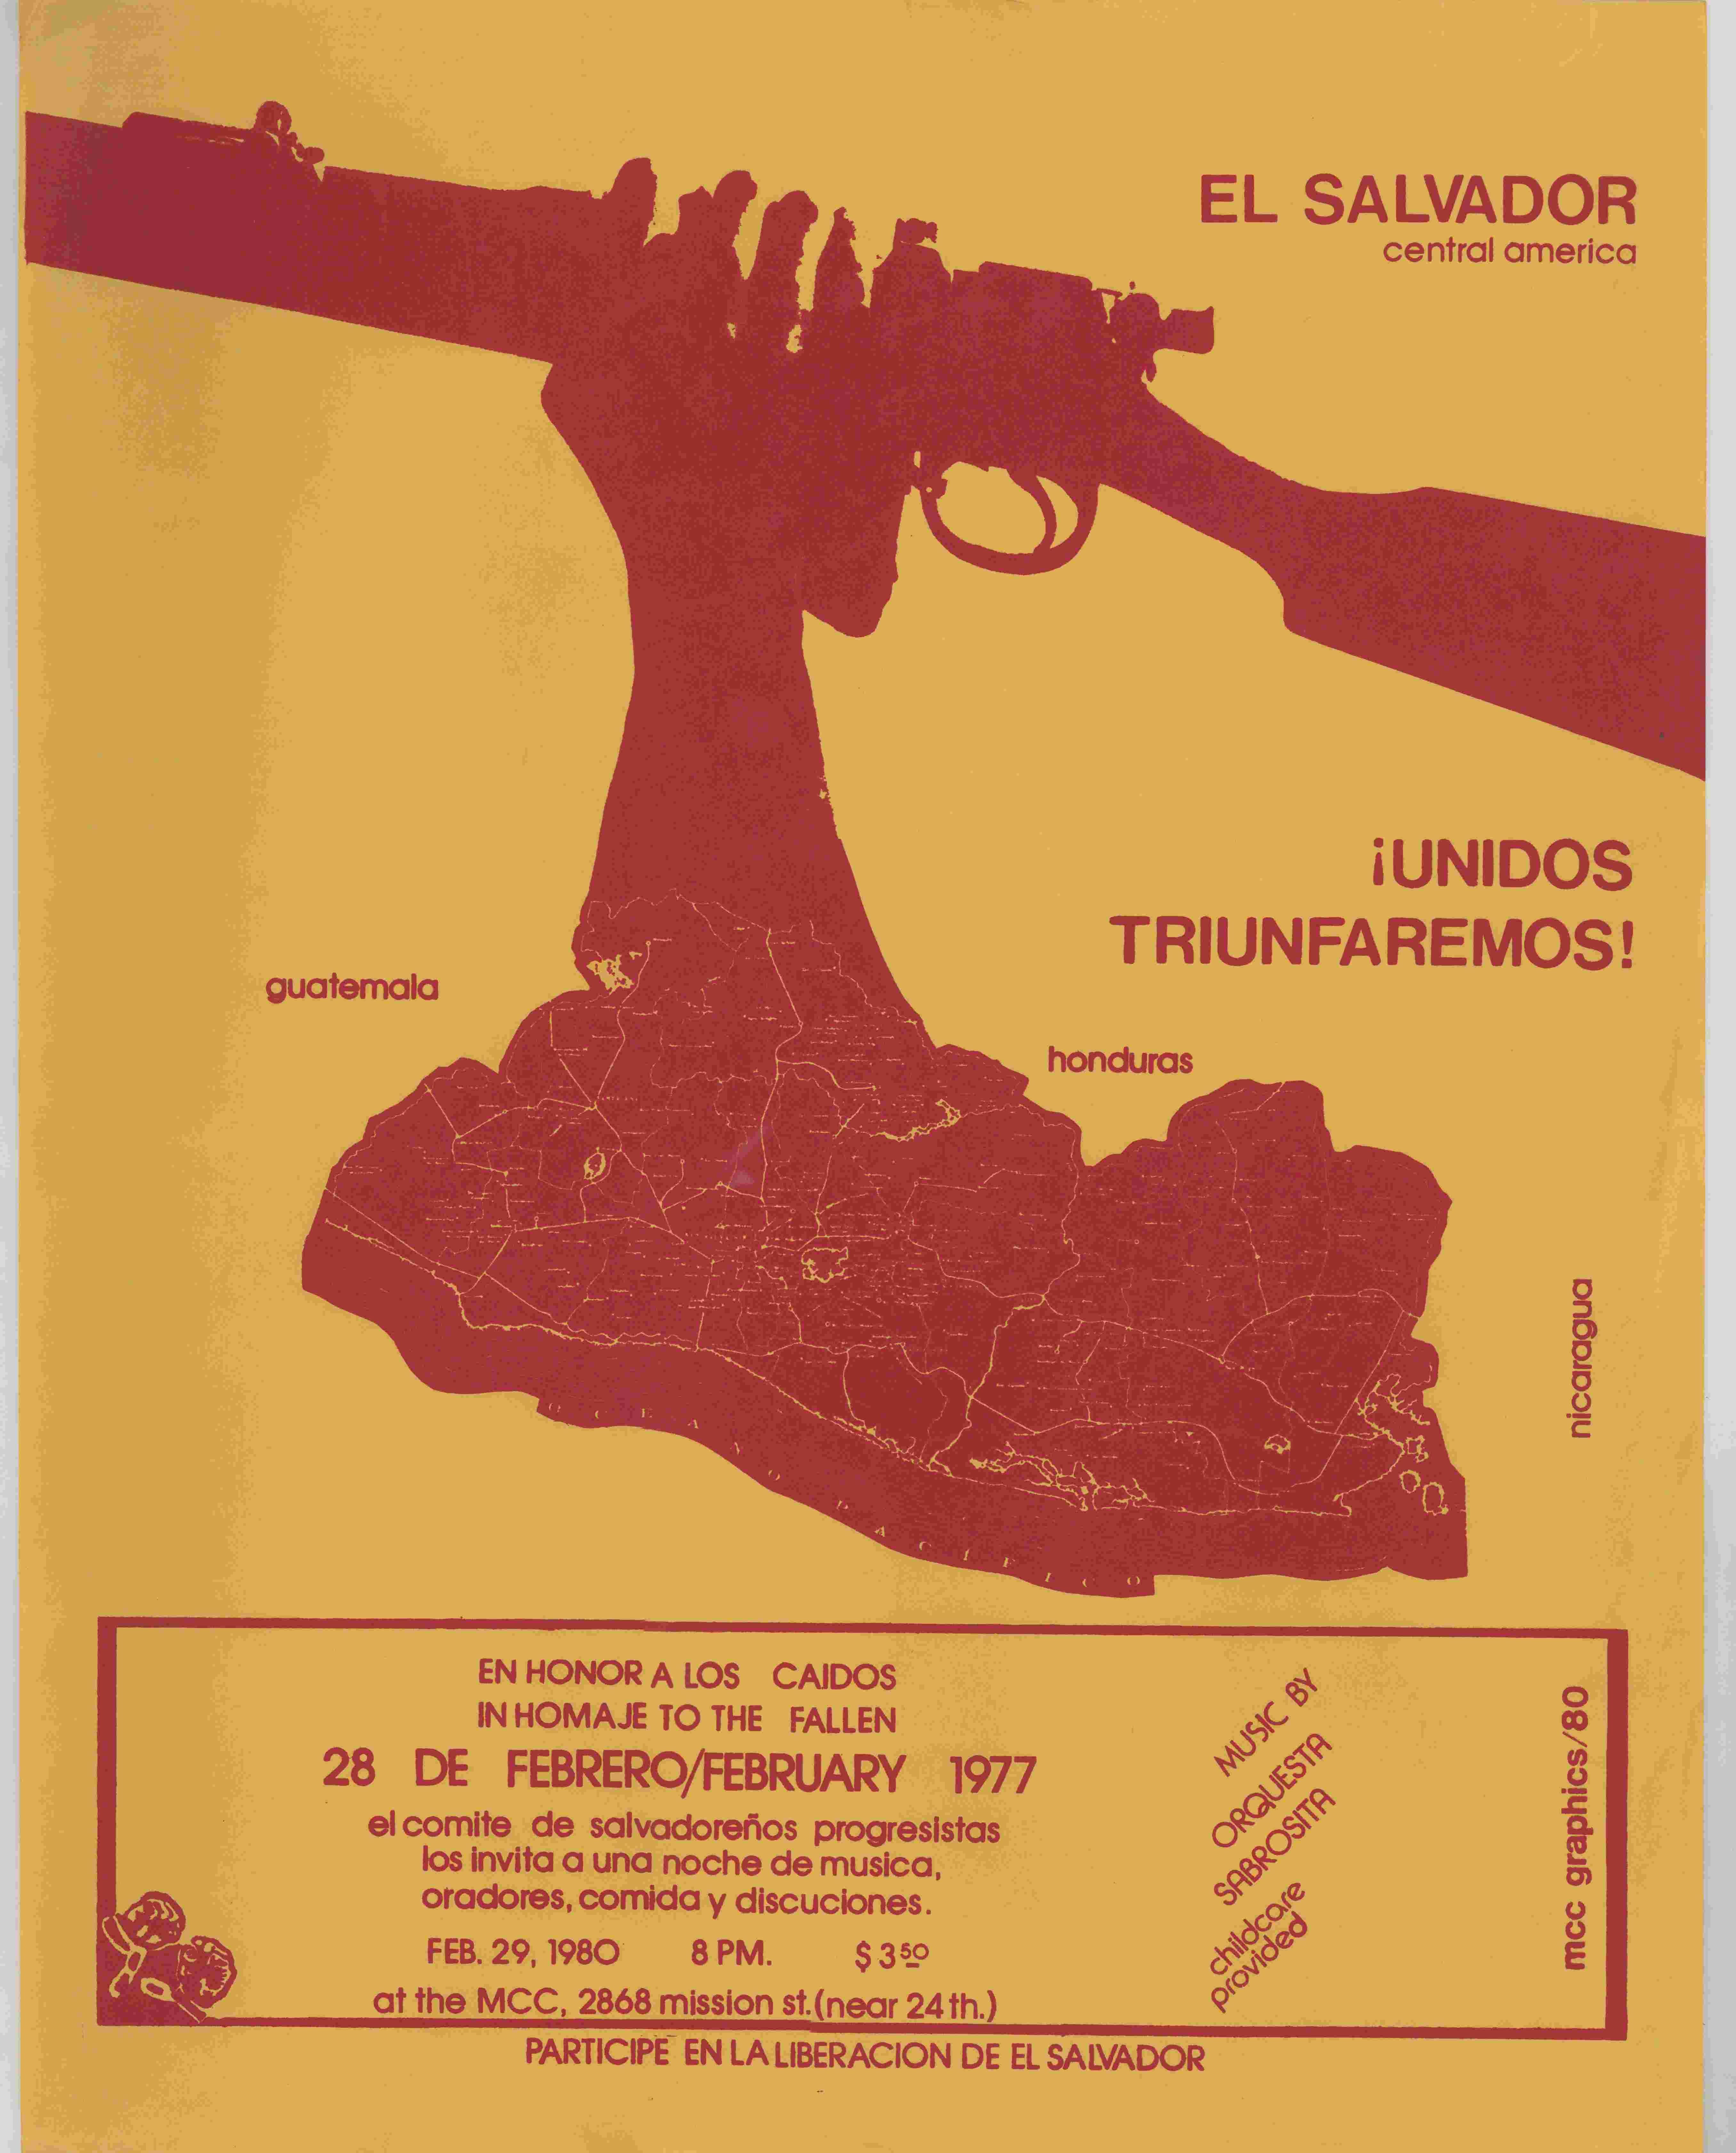 EL SALVADOR
central america
¡UNIDOS
TRIUNFAREMOS!
guatemala
honduras
nicaragua
OCEANO PACIFICO
EN HONOR A LOS CAIDOS
IN HOMAJE TO THE FALLEN
28 DE FEBRERO/FEBRUARY 1977
el comite de salvadoreños progresistas
los invita a una noche de musica,
oradores, comida y discuciones.
FEB. 29, 1980 8 PM. $3.50
at the MCC, 2868 mission st.(near 24th.)
MUSIC BY
ORQUESTA
SABROSITA
childcare
provided
mcc graphics/80
PARTICIPE EN LA LIBERACION DE EL SALVADOR